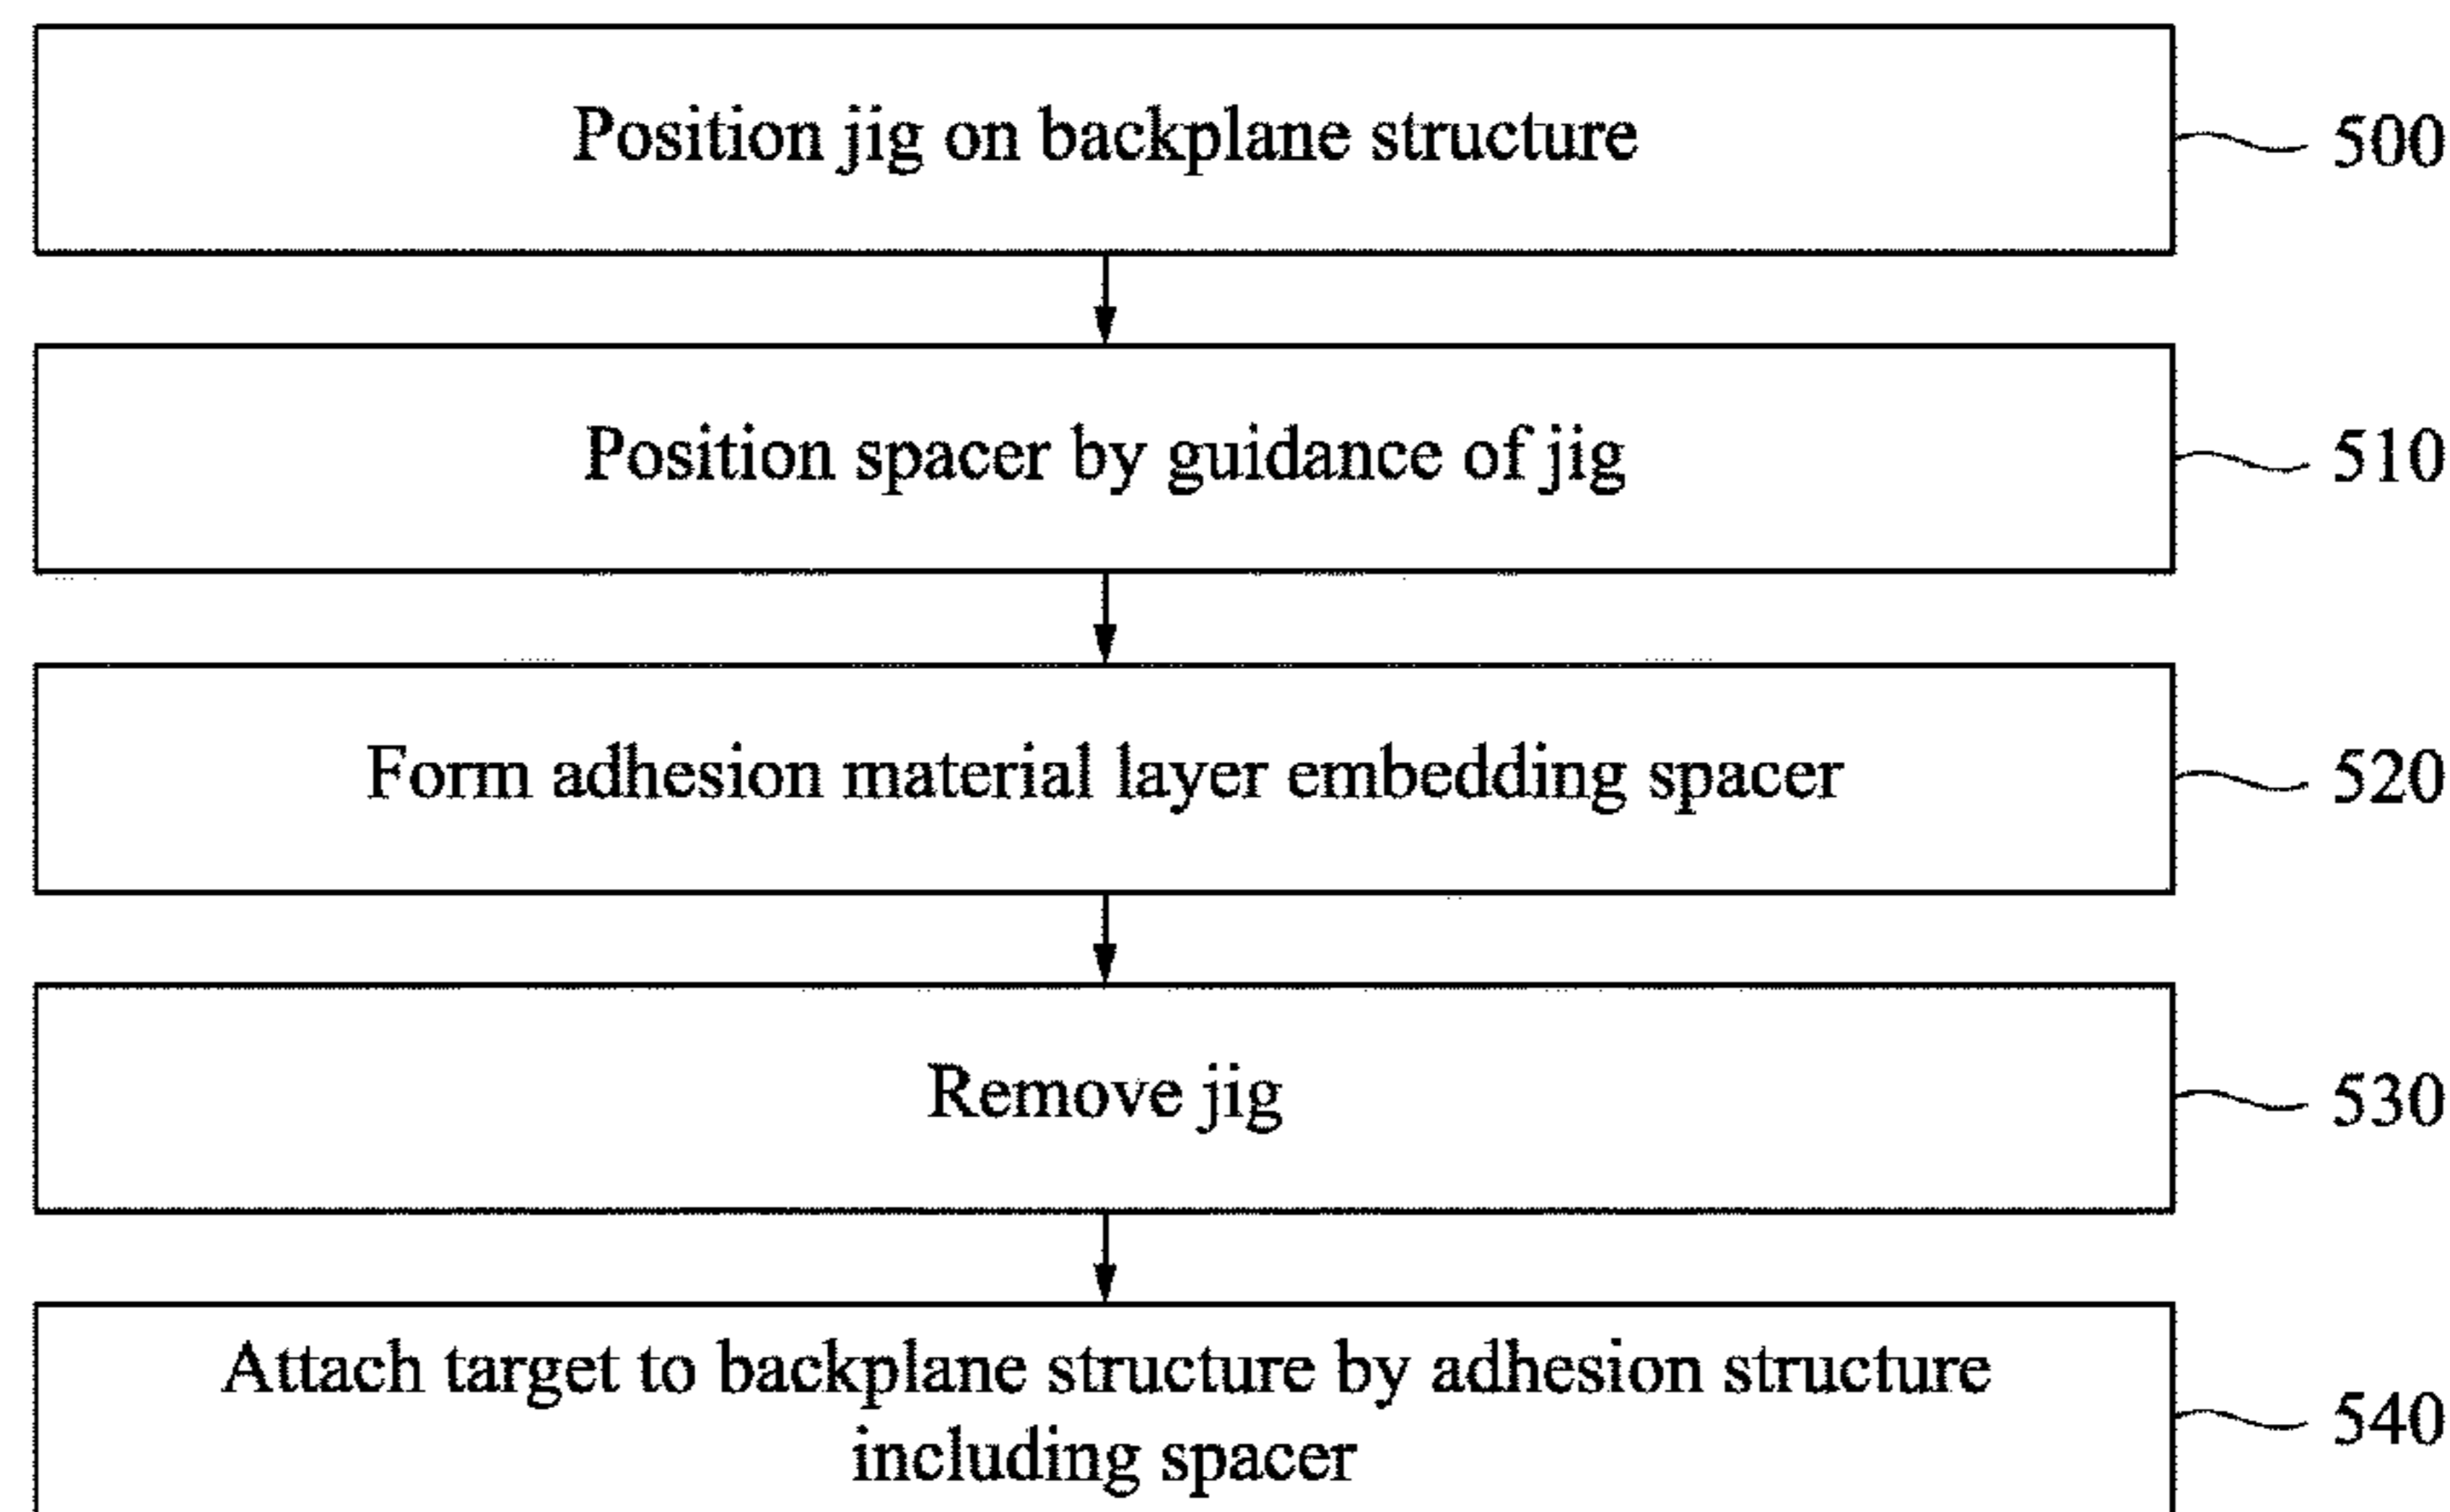 Position jig on backplane structure
500
Position spacer by guidance of jig
510
Form adhesion material layer embedding spacer
520
Remove jig
530
Attach target to backplane structure by adhesion structure
including spacer
540